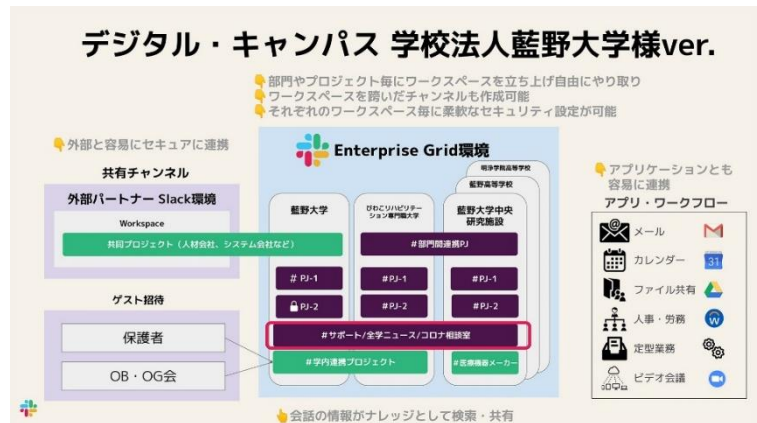 デジタル・キャンパス 学校法人藍野大学様ver.
部門やプロジェクト毎にワークスペースを立ち上げ自由にやり取り
ワークスペースを跨いだチャンネルも作成可能
それぞれのワークスペース毎に柔軟なセキュリティ設定が可能
外部と容易にセキュアに連携
共有チャンネル
外部パートナー Slack環境
Workspace
共同プロジェクト（人材会社、システム会社など）
ゲスト招待
保護者
OB・OG会
Enterprise Grid環境
明浄学院高等学校
藍野高等学校
藍野大学
びわこリハビリテー
ション専門職大学
藍野大学中央
研究施設
#部門間連携PJ
# PJ-1
#PJ-1
#PJ-1
PJ-2
#PJ-2
#PJ-2
#サポート/全学ニュース/コロナ相談室
#学内連携プロジェクト
#医療機器メーカー
会話の情報がナレッジとして検索・共有
アプリケーションとも
容易に連携
アプリ・ワークフロー
メール
カレンダー
31
ファイル共有
人事・労務
定型業務
ビデオ会議